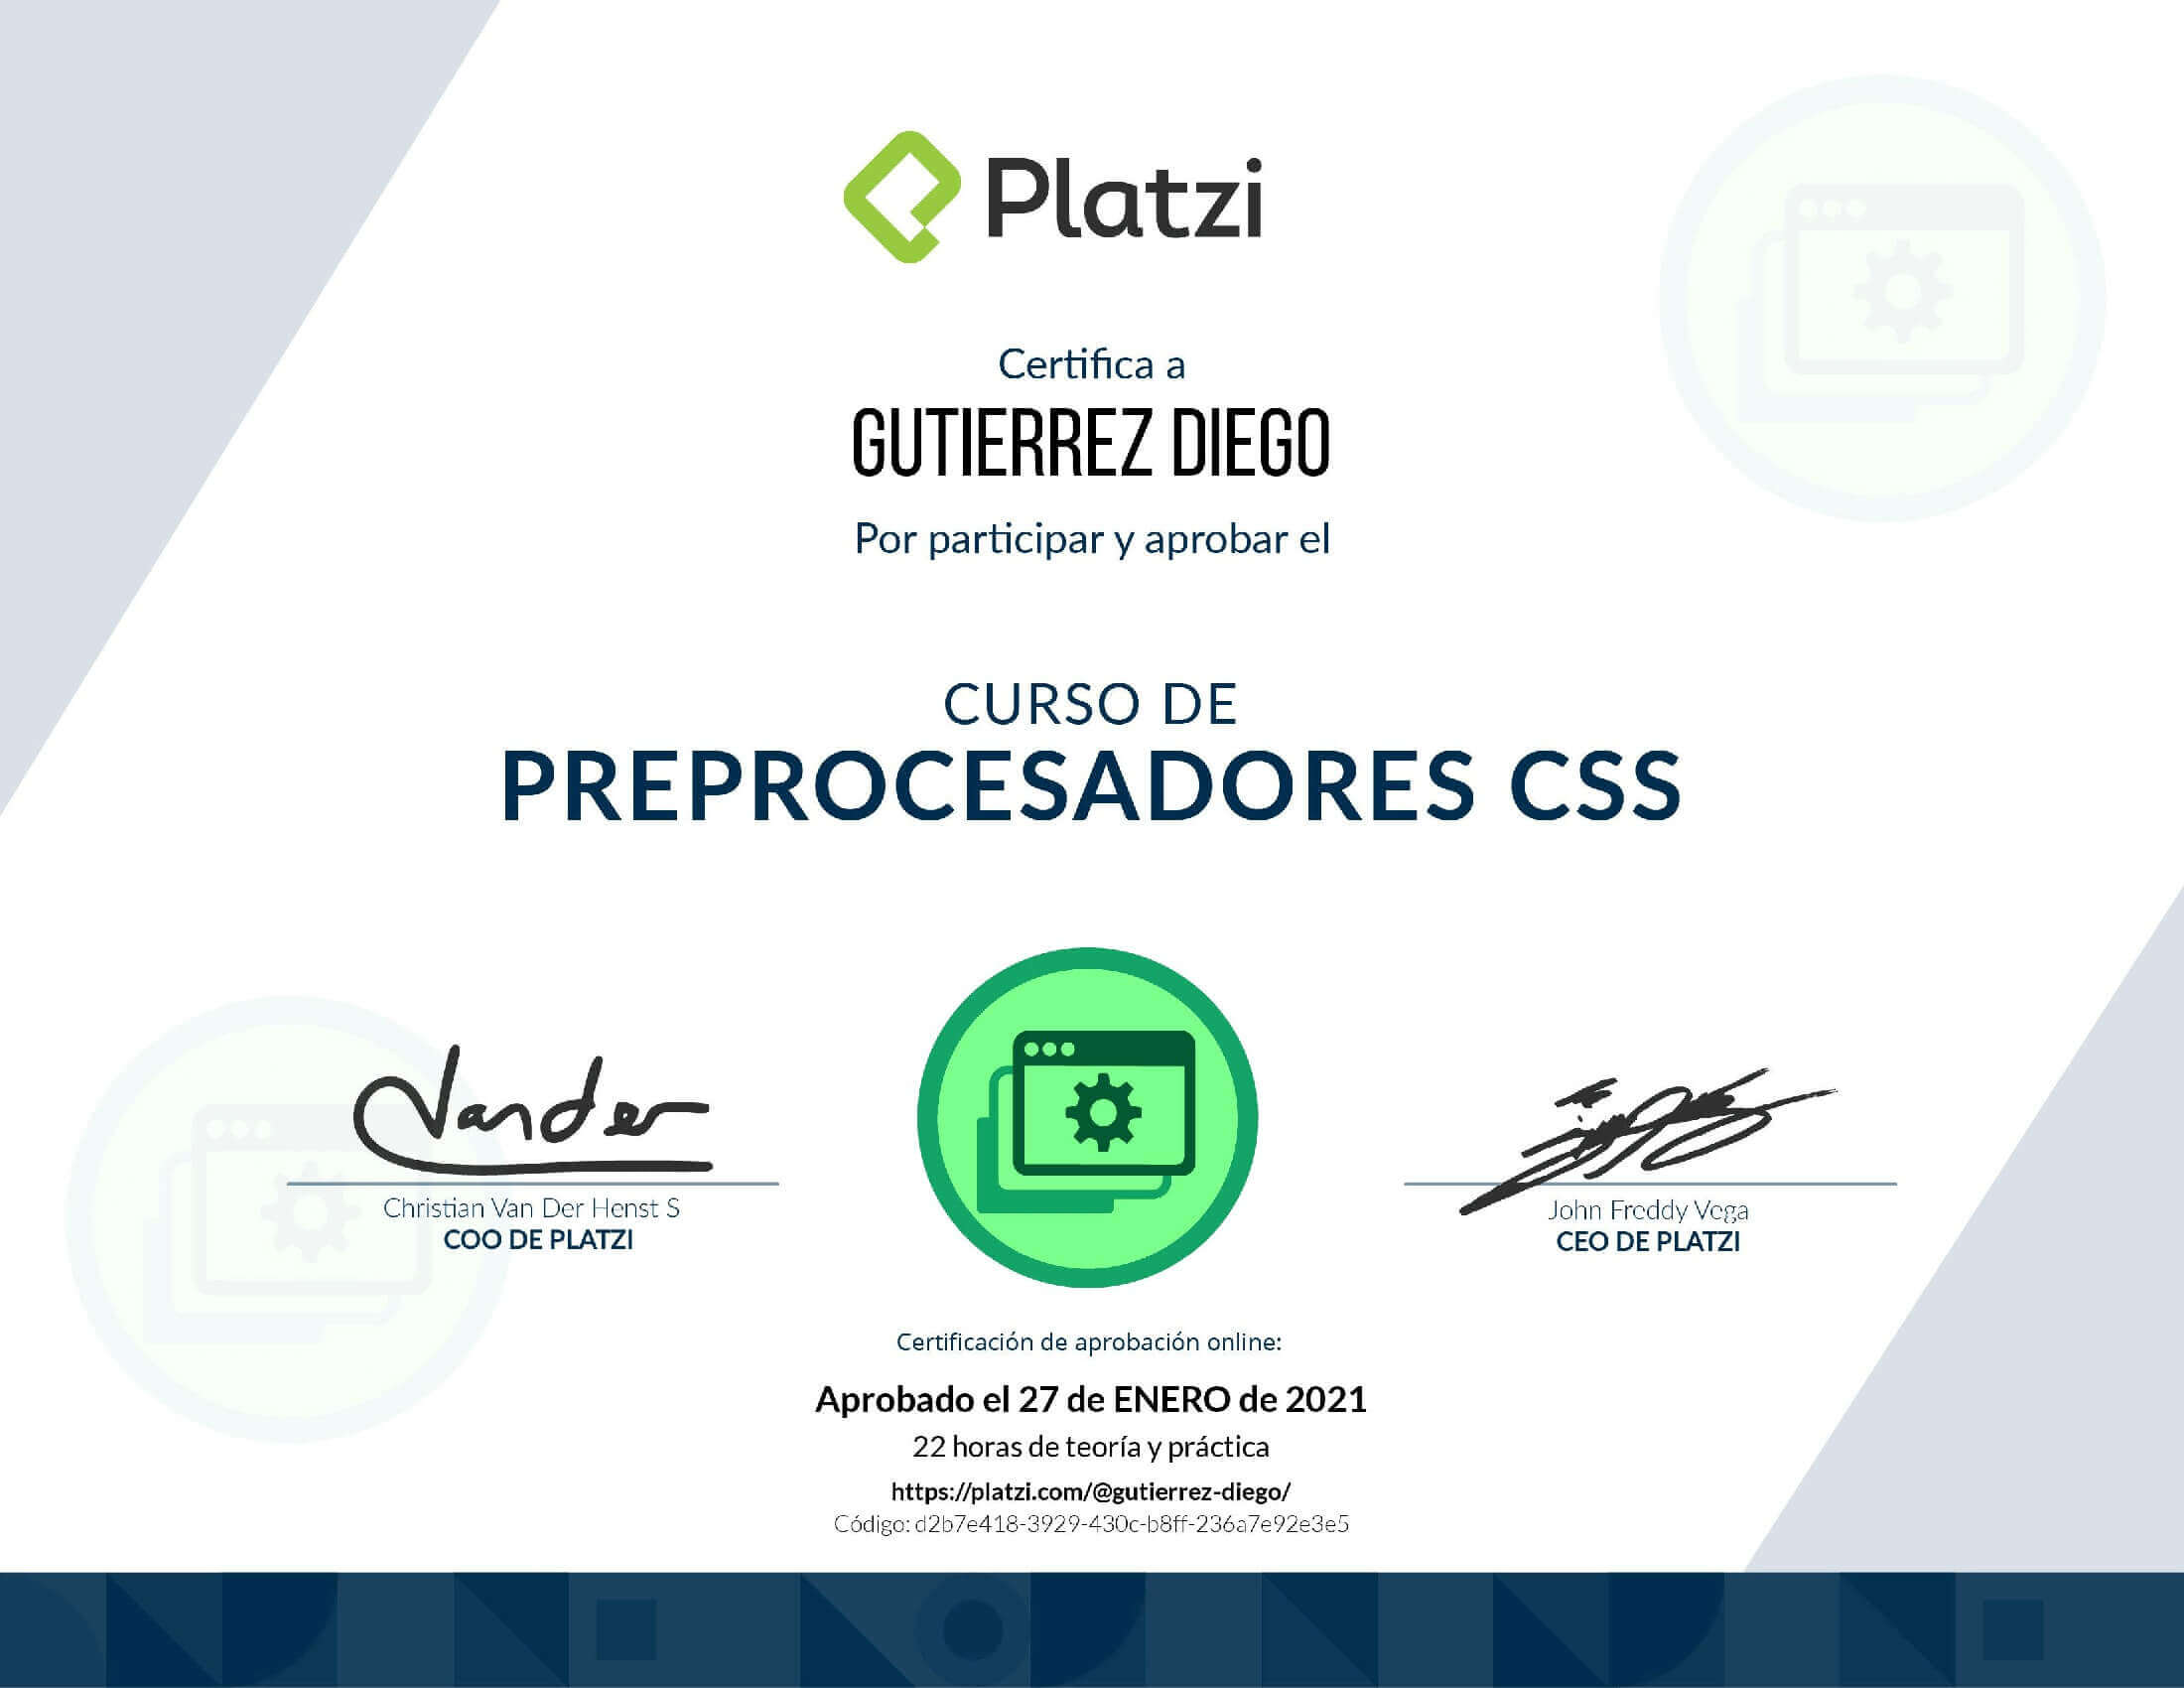 Platzi
Certifica a
GUTIERREZ DIEGO
Por participar y aprobar el
CURSO DE
PREPROCESADORES CSS
Vander
Christian Van Der Henst S
COO DE PLATZI
John Freddy Vega
CEO DE PLATZI
Certificación de aprobación online:
Aprobado el 27 de ENERO de 2021
22 horas de teoría y práctica
https://platzi.com/@gutierrez-diego/
Código: d2b7e418-3929-430c-b8ff-236a7e92e3e5